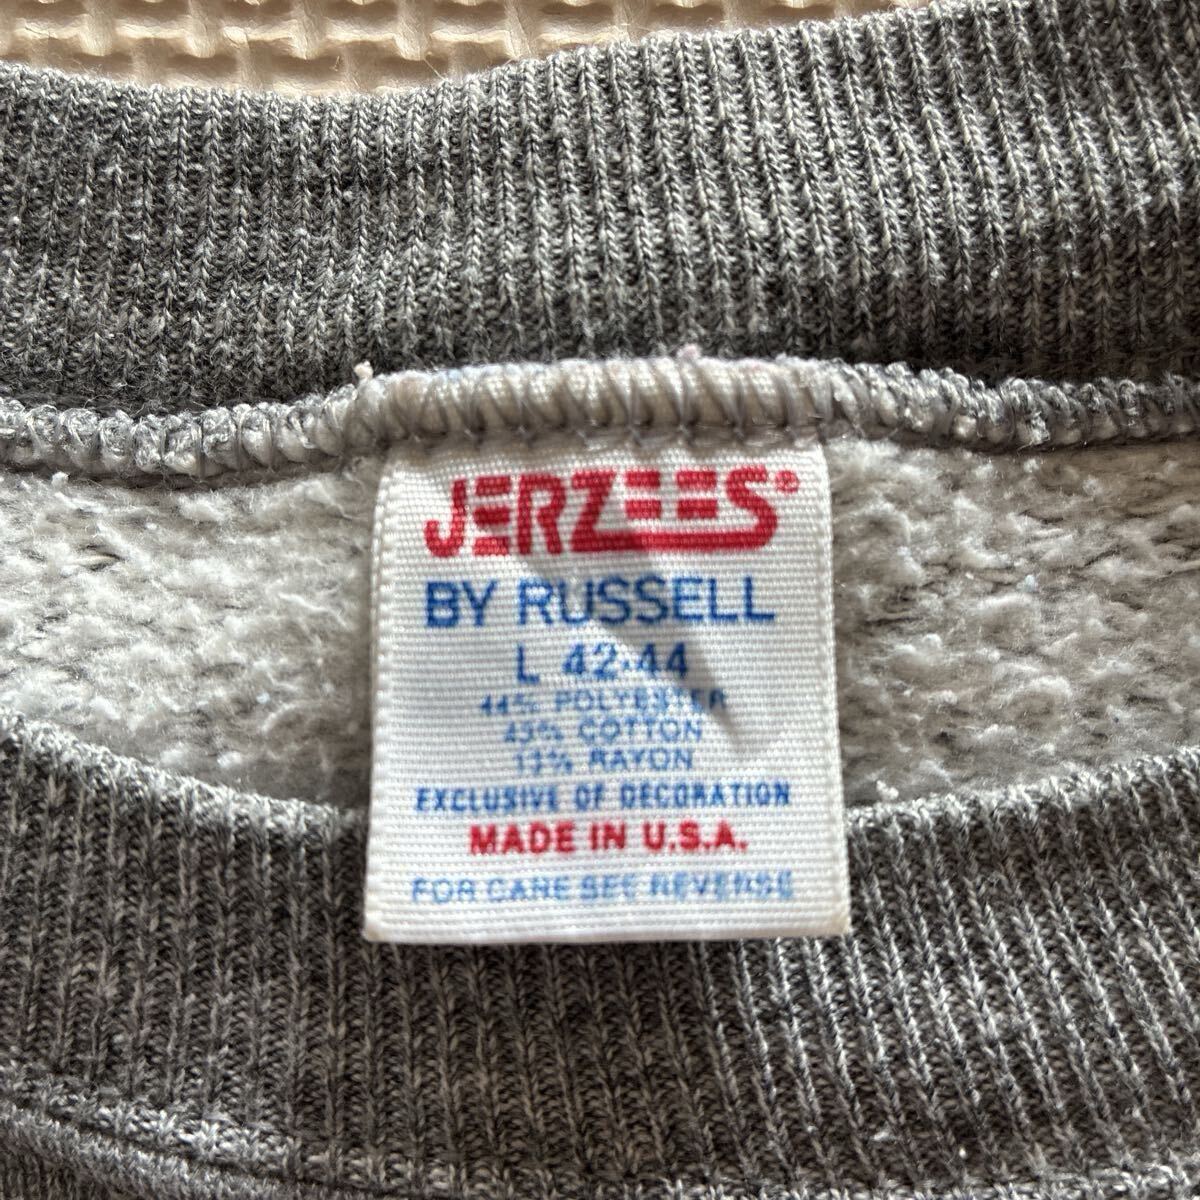 JERZEES®
BY RUSSELL
L 42-44
44% POLYESTER
43% COTTON
13% RAYON
EXCLUSIVE OF DECORATION
MADE IN U.S.A.
FOR CARE SEE REVERSE